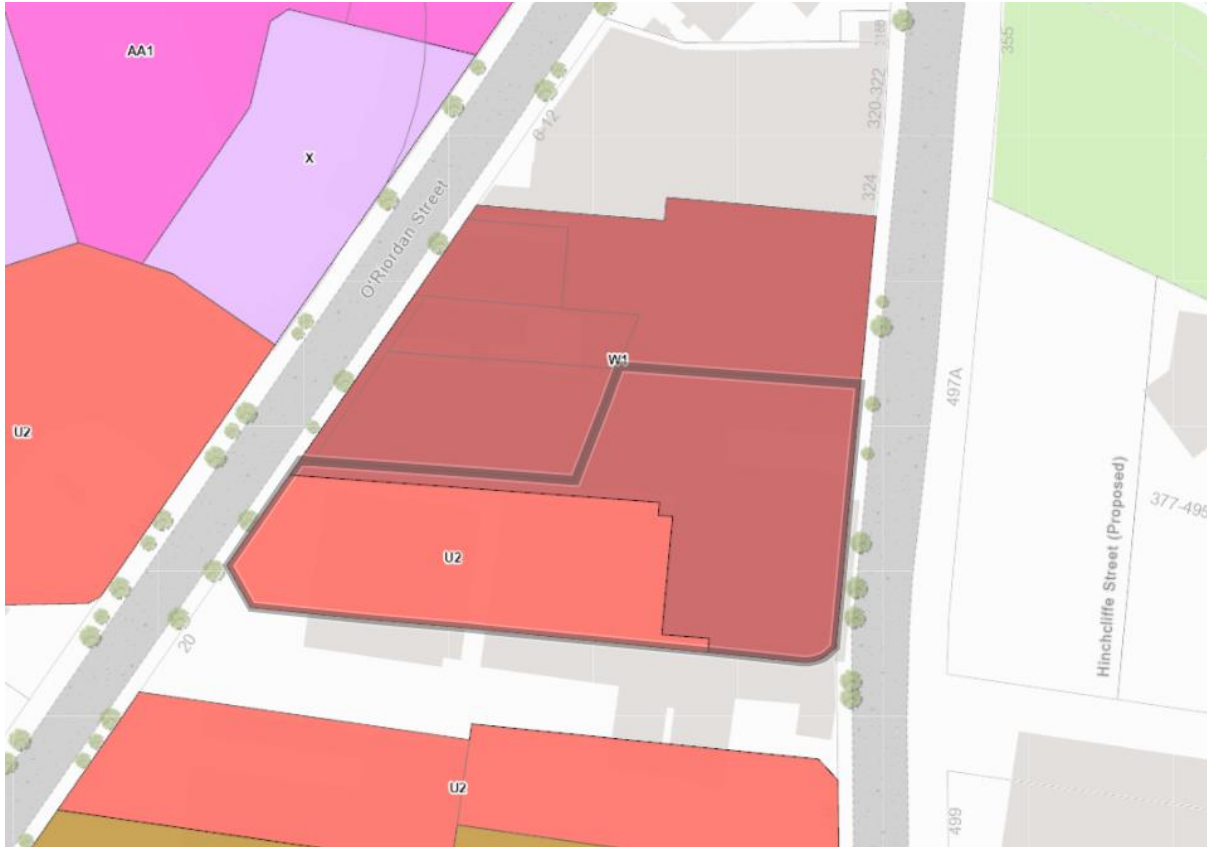 AA1
X
O'Riordan Street
6-12
318B
320-322
324
355
W1
U2
497A
U2
Hinchcliffe Street (Proposed)
377-495
20
U2
499